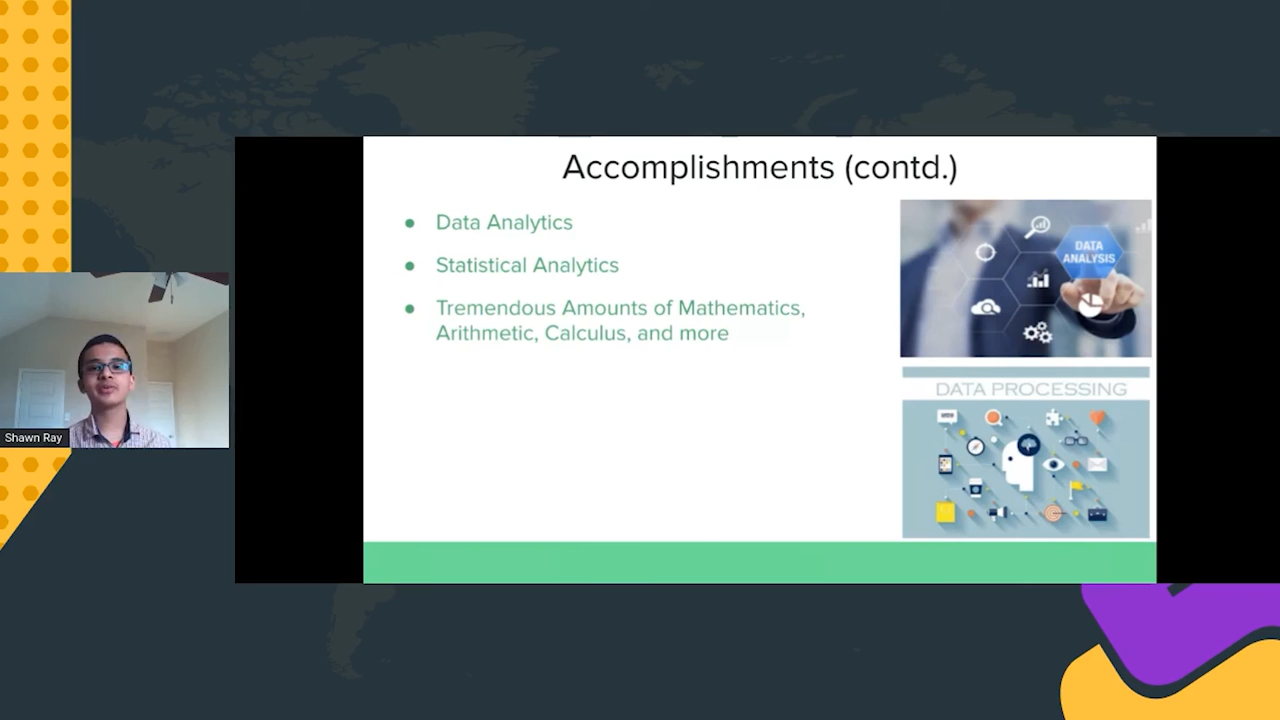 Accomplishments (contd.)
● Data Analytics
● Statistical Analytics
● Tremendous Amounts of Mathematics,
Arithmetic, Calculus, and more
DATA
ANALYSIS
DATA PROCESSING
Shawn Ray